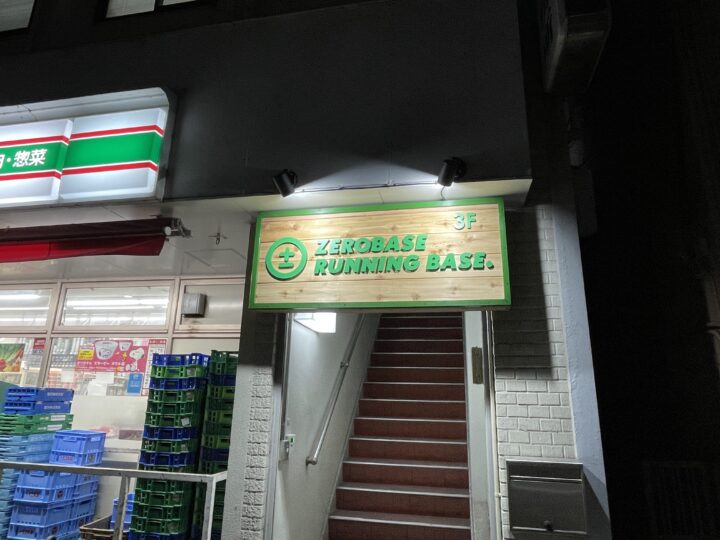 ・惣菜
3F
ZEROBASE
RUNNING BASE.